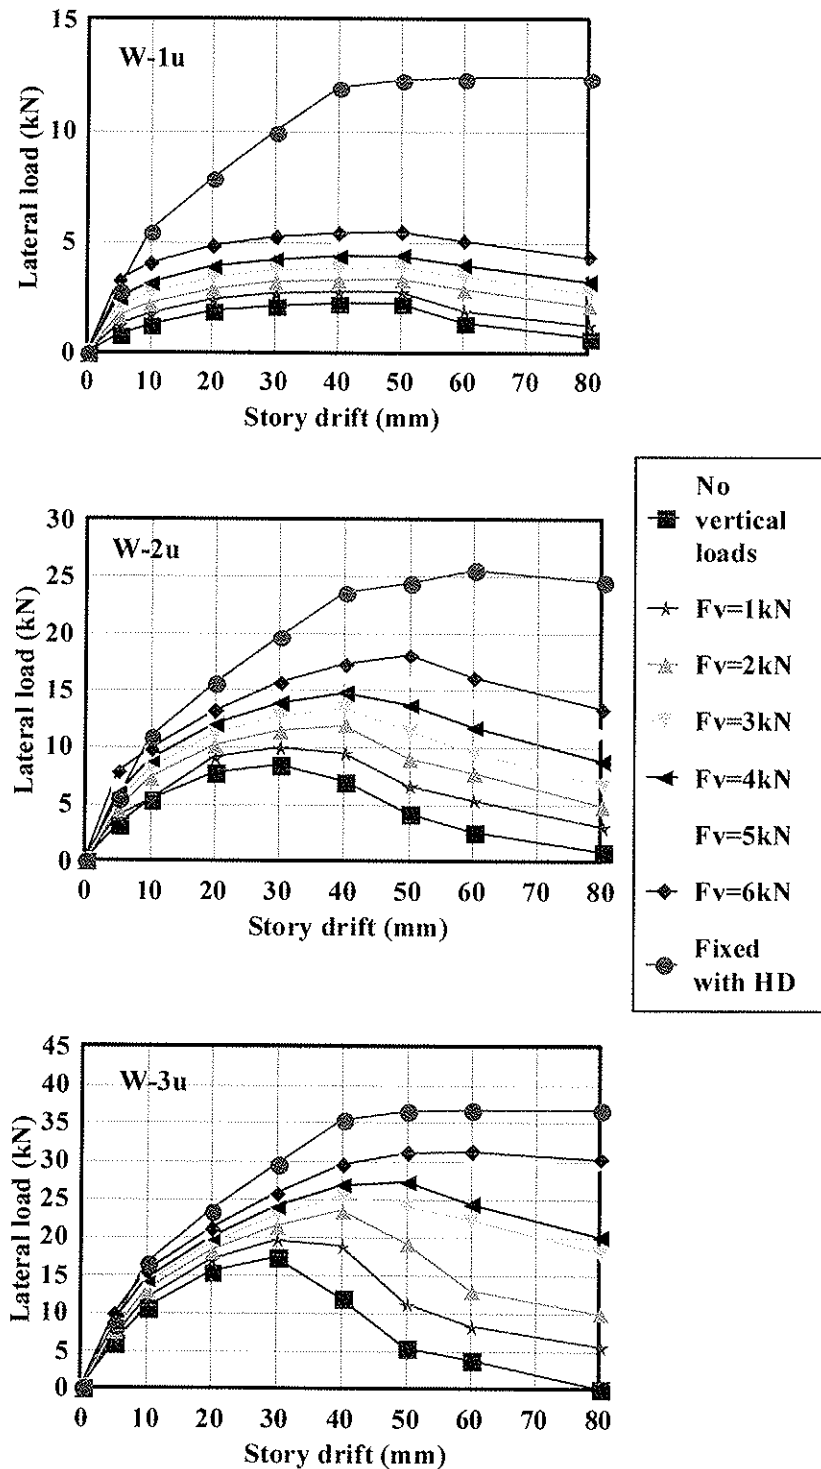 15
W-1u
10
5
0
Lateral load (kN)
0 10 20 30 40 50 60 70 80
Story drift (mm)
30
W-2u
25
20
15
10
5
0
Lateral load (kN)
0 10 20 30 40 50 60 70 80
Story drift (mm)
No
vertical
loads
Fv=1kN
Fv=2kN
Fv=3kN
Fv=4kN
Fv=5kN
Fv=6kN
Fixed
with HD
45
W-3u
40
35
30
25
20
15
10
5
0
Lateral load (kN)
0 10 20 30 40 50 60 70 80
Story drift (mm)